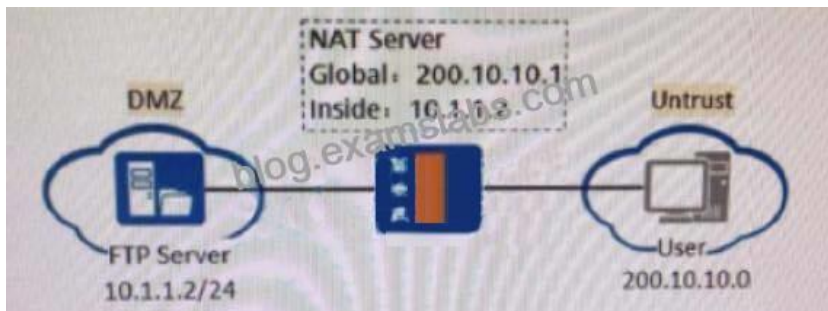 NAT Server
Global: 200.10.10.1
Inside:
DMZ
Untrust
blog.examslabs.com
FTP Server
10.1.1.2/24
User
200.10.10.0